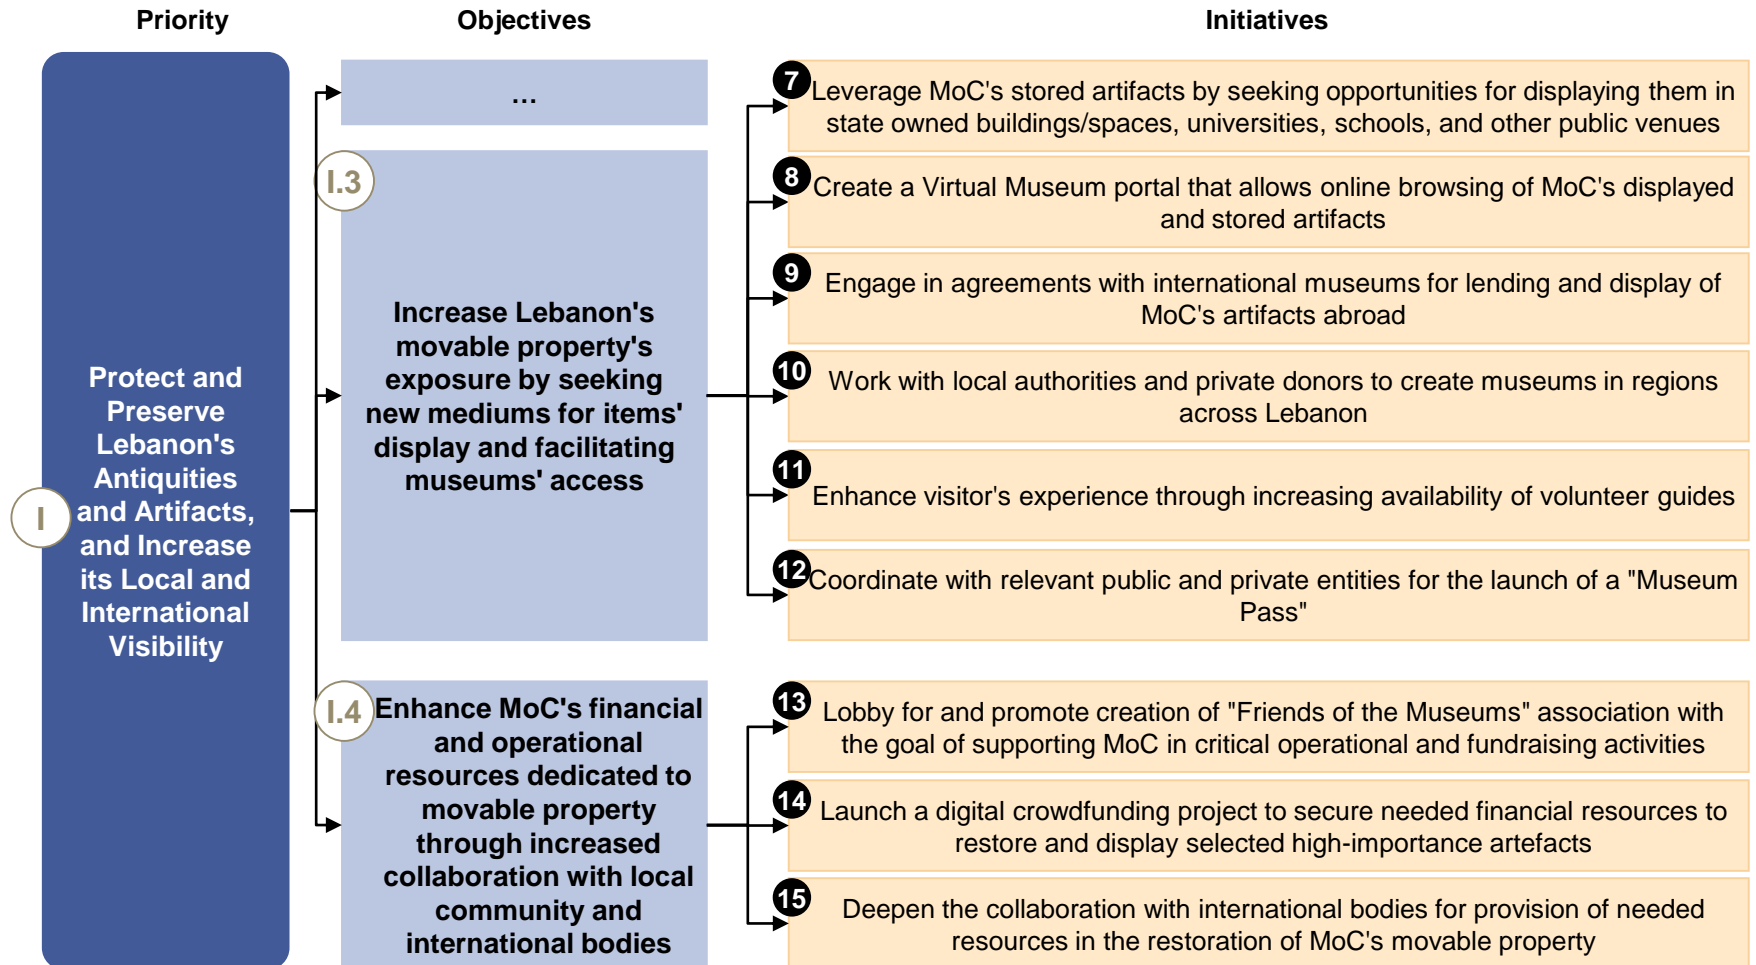 Priority
Objectives
Initiatives
I
Protect and
Preserve
Lebanon's
Antiquities
and Artifacts,
and Increase
its Local and
International
Visibility
...
I.3
Increase Lebanon's
movable property's
exposure by seeking
new mediums for items'
display and facilitating
museums' access
7
Leverage MoC's stored artifacts by seeking opportunities for displaying them in
state owned buildings/spaces, universities, schools, and other public venues
8
Create a Virtual Museum portal that allows online browsing of MoC's displayed
and stored artifacts
9
Engage in agreements with international museums for lending and display of
MoC's artifacts abroad
10
Work with local authorities and private donors to create museums in regions
across Lebanon
11
Enhance visitor's experience through increasing availability of volunteer guides
12
Coordinate with relevant public and private entities for the launch of a "Museum
Pass"
I.4
Enhance MoC's financial
and operational
resources dedicated to
movable property
through increased
collaboration with local
community and
international bodies
13
Lobby for and promote creation of "Friends of the Museums" association with
the goal of supporting MoC in critical operational and fundraising activities
14
Launch a digital crowdfunding project to secure needed financial resources to
restore and display selected high-importance artefacts
15
Deepen the collaboration with international bodies for provision of needed
resources in the restoration of MoC's movable property